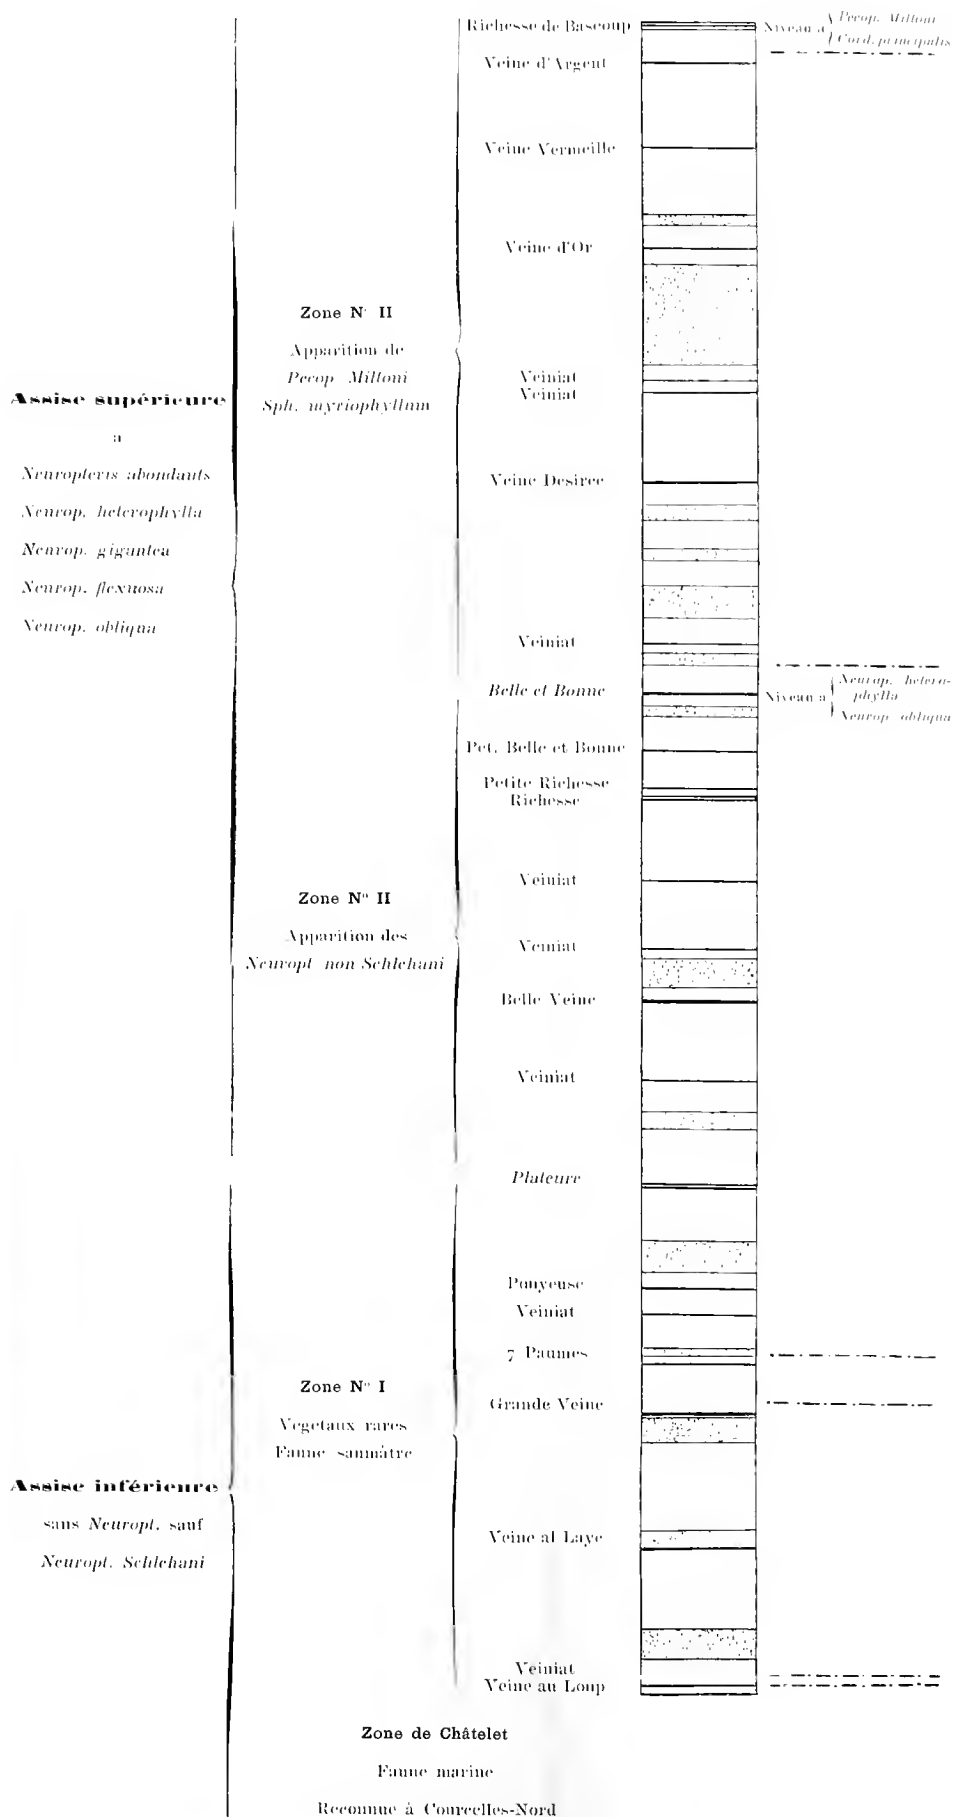 Richesse de Bascoup
Niveau à
Pecop. Miltoni
Cord. principalis
Veine d'Argent
Veine Vermeille
Veine d'Or
Zone N° II
Apparition de
Pecop. Miltoni
Sph. myriophyllum
Veiniat
Veiniat
Assise supérieure
a
Neuropteris abondants
Neurop. heterophylla
Neurop. gigantea
Neurop. flexuosa
Neurop. obliqua
Veine Desiree
Veiniat
Belle et Bonne
Niveau a
Neurop. hetero-
phylla
Neurop. obliqua
Pet. Belle et Bonne
Petite Richesse
Richesse
Veiniat
Zone N° II
Apparition des
Neuropt. non Schlehani
Veiniat
Belle Veine
Veiniat
Plateure
Ponyeuse
Veiniat
7 Paumes
Zone N° I
Vegetaux rares
Faune saumâtre
Grande Veine
Assise inférieure
sans Neuropt. sauf
Neuropt. Schlehani
Veine al Laye
Veiniat
Veine au Loup
Zone de Châtelet
Faune marine
Reconnue à Courcelles-Nord